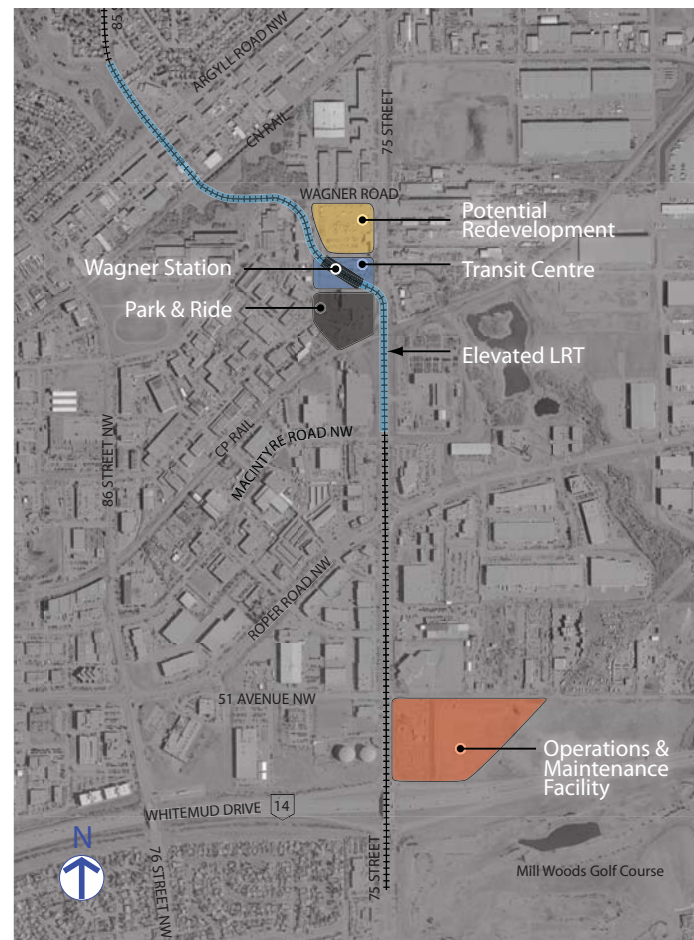 85
ARGYLL ROAD NW
CN RAIL
75 STREET
WAGNER ROAD
Potential
Redevelopment
Wagner Station
Transit Centre
Park & Ride
Elevated LRT
86 STREET NW
CP RAIL
MACINTYRE ROAD NW
ROPER ROAD NW
51 AVENUE NW
Operations &
Maintenance
Facility
WHITEMUD DRIVE 14
N
76 STREET NW
75 STREET
Mill Woods Golf Course